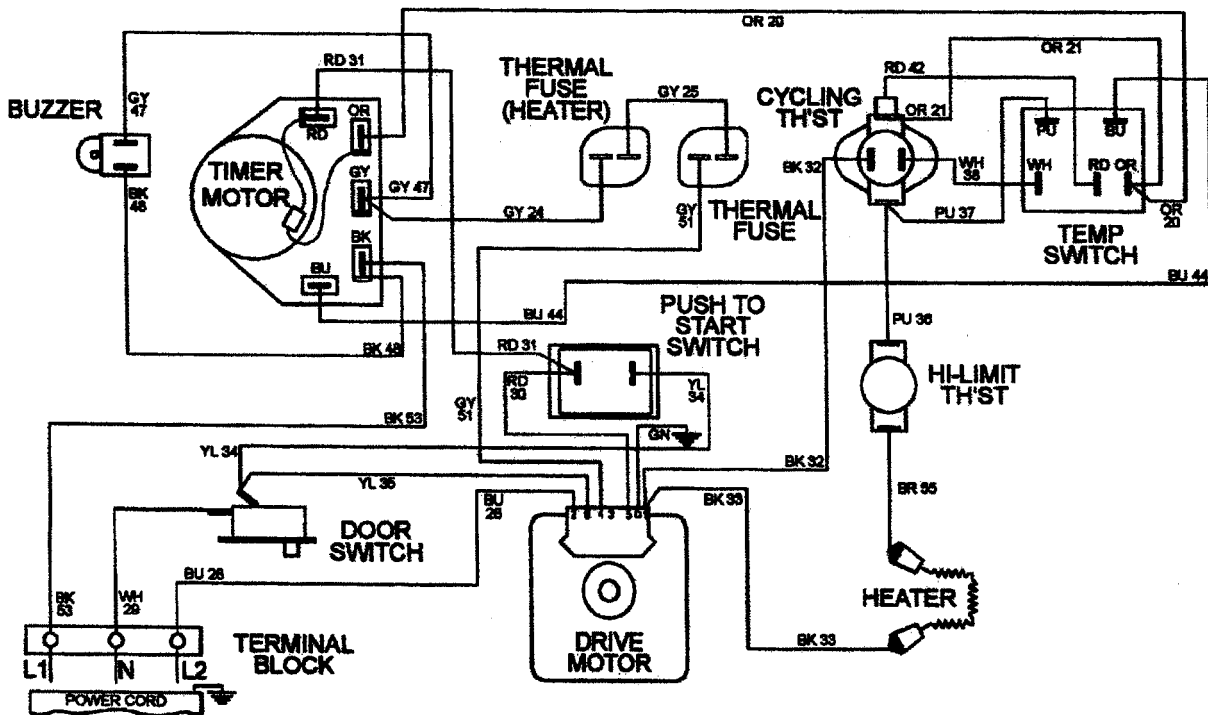 OR 20
OR 21
RD 31
THERMAL
FUSE
(HEATER)
GY 25
CYCLING
TH'ST
RD 42
OR 21
BUZZER
GY
47
OR
RD
PU
BU
TIMER
MOTOR
GY
GY 47
BK 32
WH
38
WH
RD
OR
BK
GY 24
GY
51
THERMAL
FUSE
PU 37
OR
20
TEMP
SWITCH
BK
BU
BU 44
BU 44
PUSH TO
START
SWITCH
PU 36
BK 48
RD 31
RD
30
YL
34
HI-LIMIT
TH'ST
BK 53
GY
51
GN
YL 34
BK 32
YL 35
BU
26
BK 33
BR 55
DOOR
SWITCH
BU 26
HEATER
BK
53
WH
29
TERMINAL
BLOCK
DRIVE
MOTOR
BK 33
L1
N
L2
POWER CORD